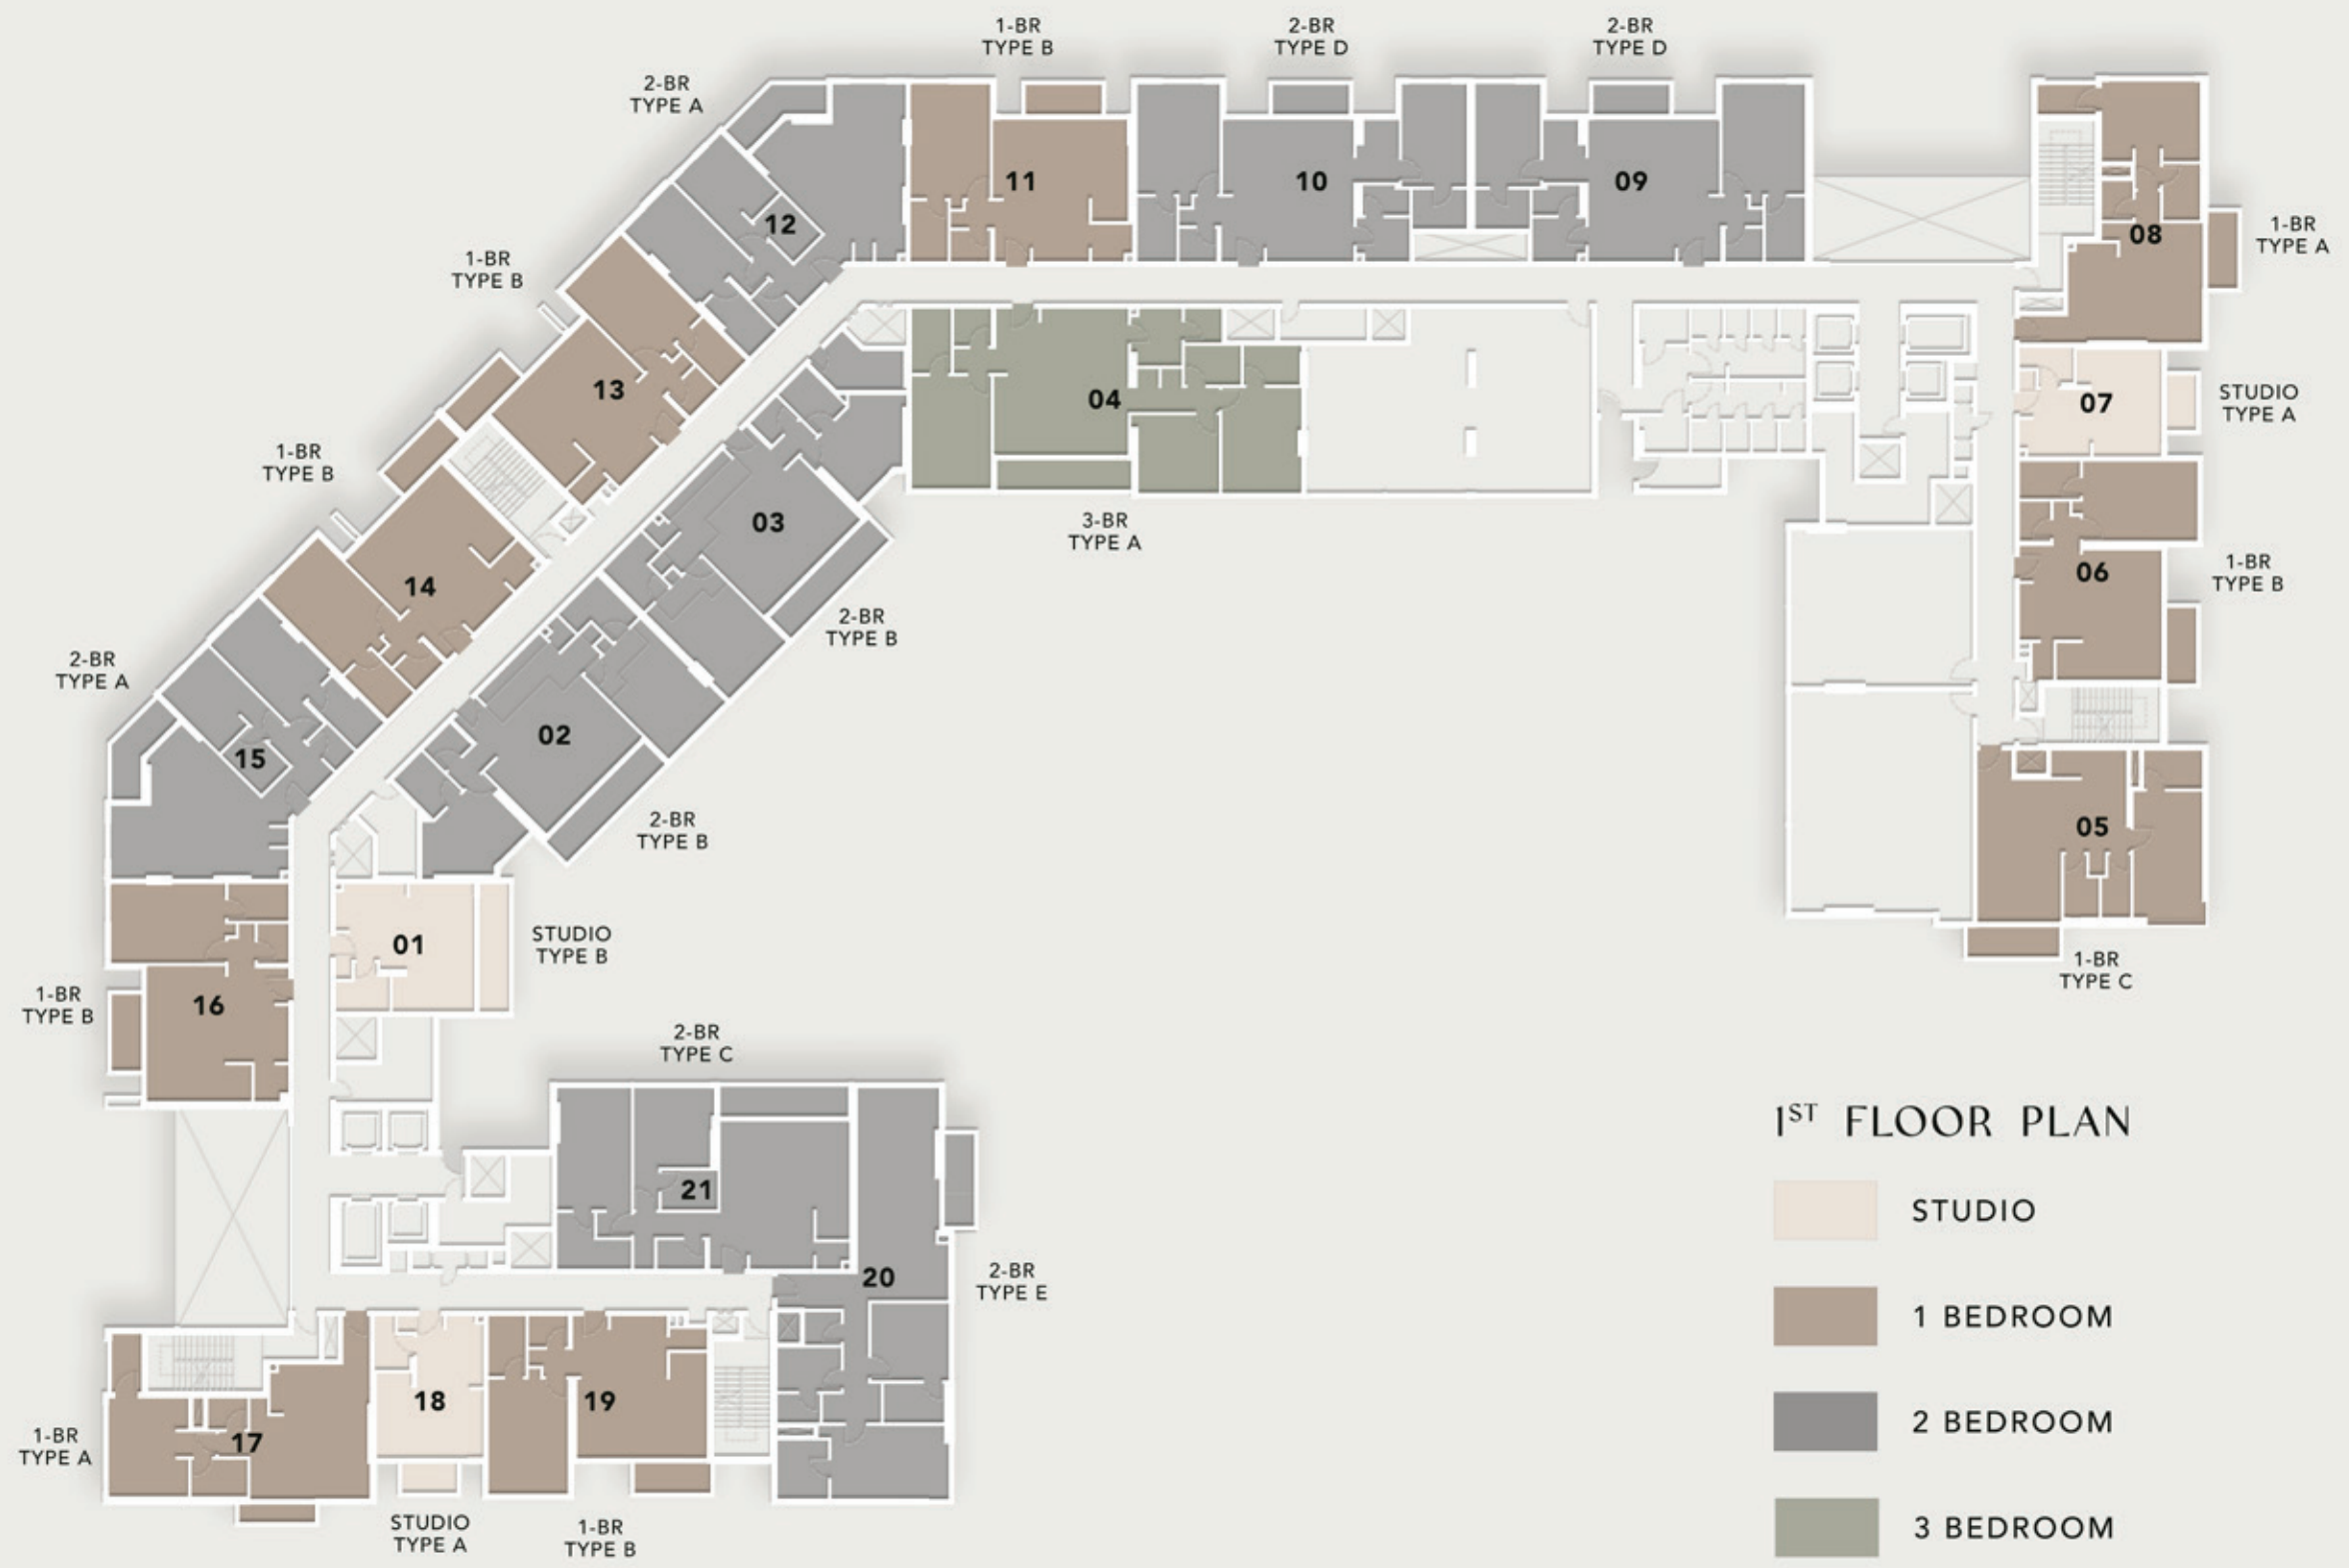 1-BR
TYPE B
2-BR
TYPE D
2-BR
TYPE D
2-BR
TYPE A
11
10
09
12
08
1-BR
TYPE A
1-BR
TYPE B
13
04
07
STUDIO
TYPE A
1-BR
TYPE B
03
3-BR
TYPE A
14
06
1-BR
TYPE B
2-BR
TYPE B
2-BR
TYPE A
15
02
2-BR
TYPE B
05
1-BR
TYPE C
01
STUDIO
TYPE B
16
1-BR
TYPE B
2-BR
TYPE C
21
20
2-BR
TYPE E
17
18
19
1-BR
TYPE A
STUDIO
TYPE A
1-BR
TYPE B
1ST FLOOR PLAN
STUDIO
1 BEDROOM
2 BEDROOM
3 BEDROOM